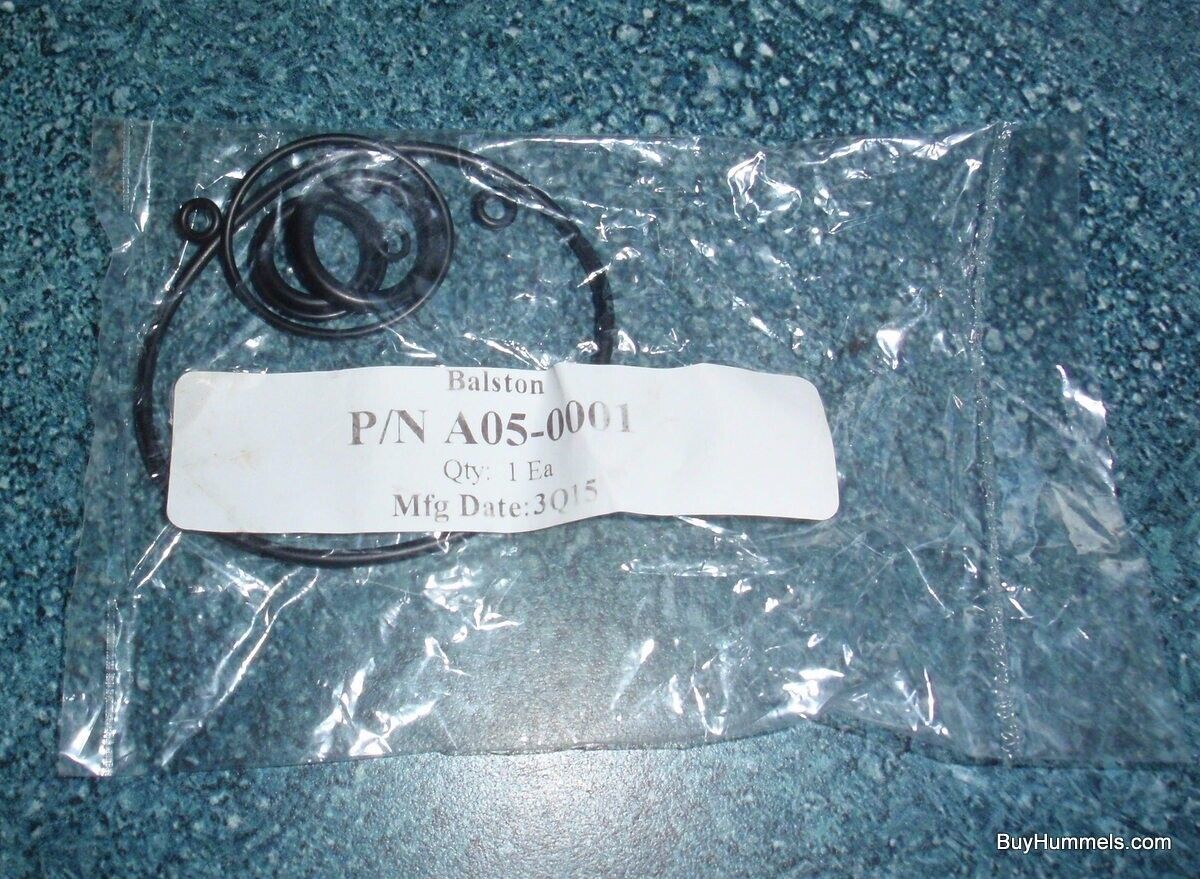 Balston
P/N A05-0001
Qty: 1 Ea
Mfg Date:3Q15
BuyHummels.com